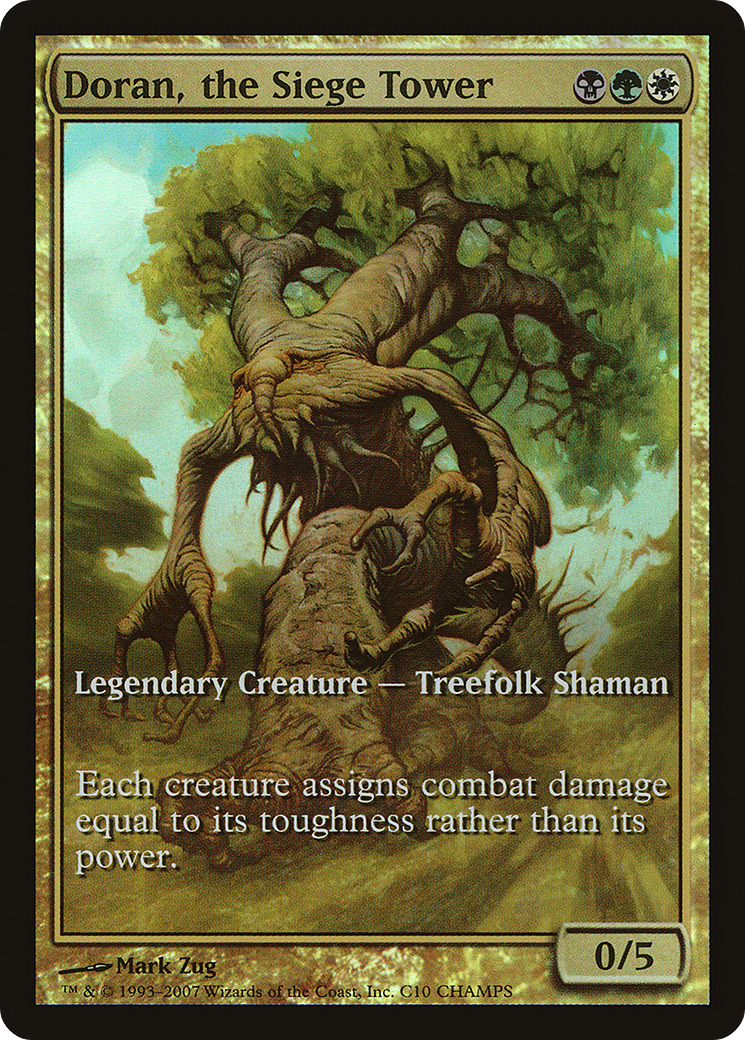 Doran, the Siege Tower
Legendary Creature — Treefolk Shaman
Each creature assigns combat damage
equal to its toughness rather than its
power.
0/5
Mark Zug
™ & © 1993–2007 Wizards of the Coast, Inc. C10 CHAMPS